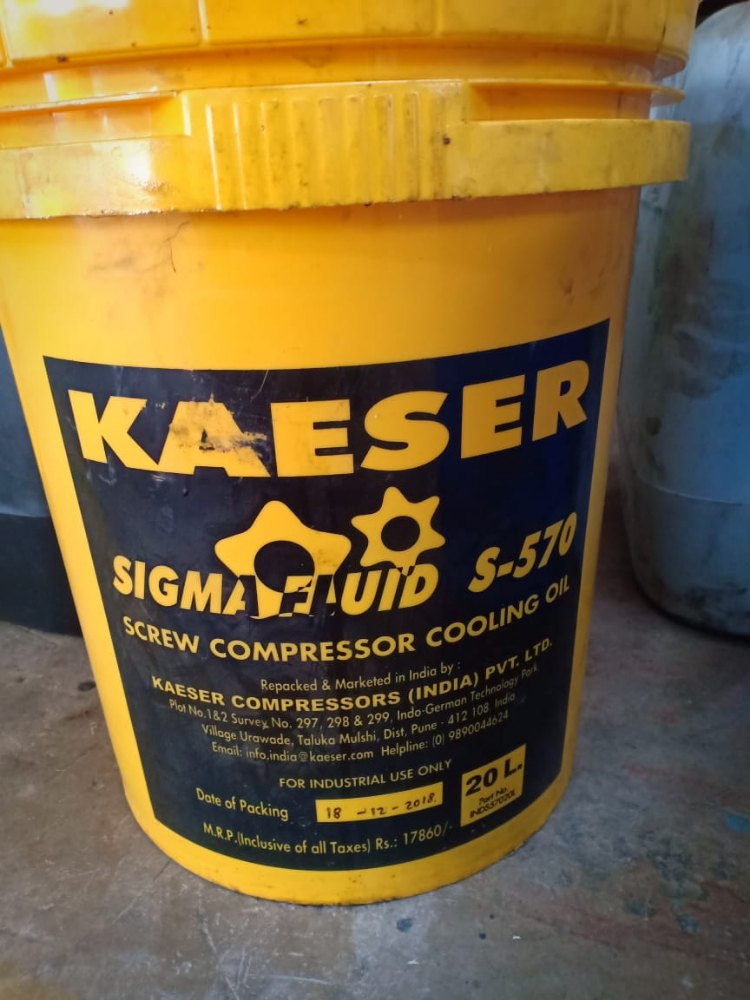 KAESER
SIGMA FLUID S-570
SCREW COMPRESSOR COOLING OIL
Repacked & Marketed in India by :
KAESER COMPRESSORS (INDIA) PVT. LTD.
Plot No.1&2 Survey No. 297, 298 & 299, Indo-German Technology Park,
Village Urawade, Taluka Mulshi, Dist, Pune - 412 108, India
Email: info.india@kaeser.com Helpline: (0) 9890044624
FOR INDUSTRIAL USE ONLY
Date of Packing 18 -12-2018.
20 L.
Part No.
INDS57020L
M.R.P.(Inclusive of all Taxes) Rs.: 17860/-